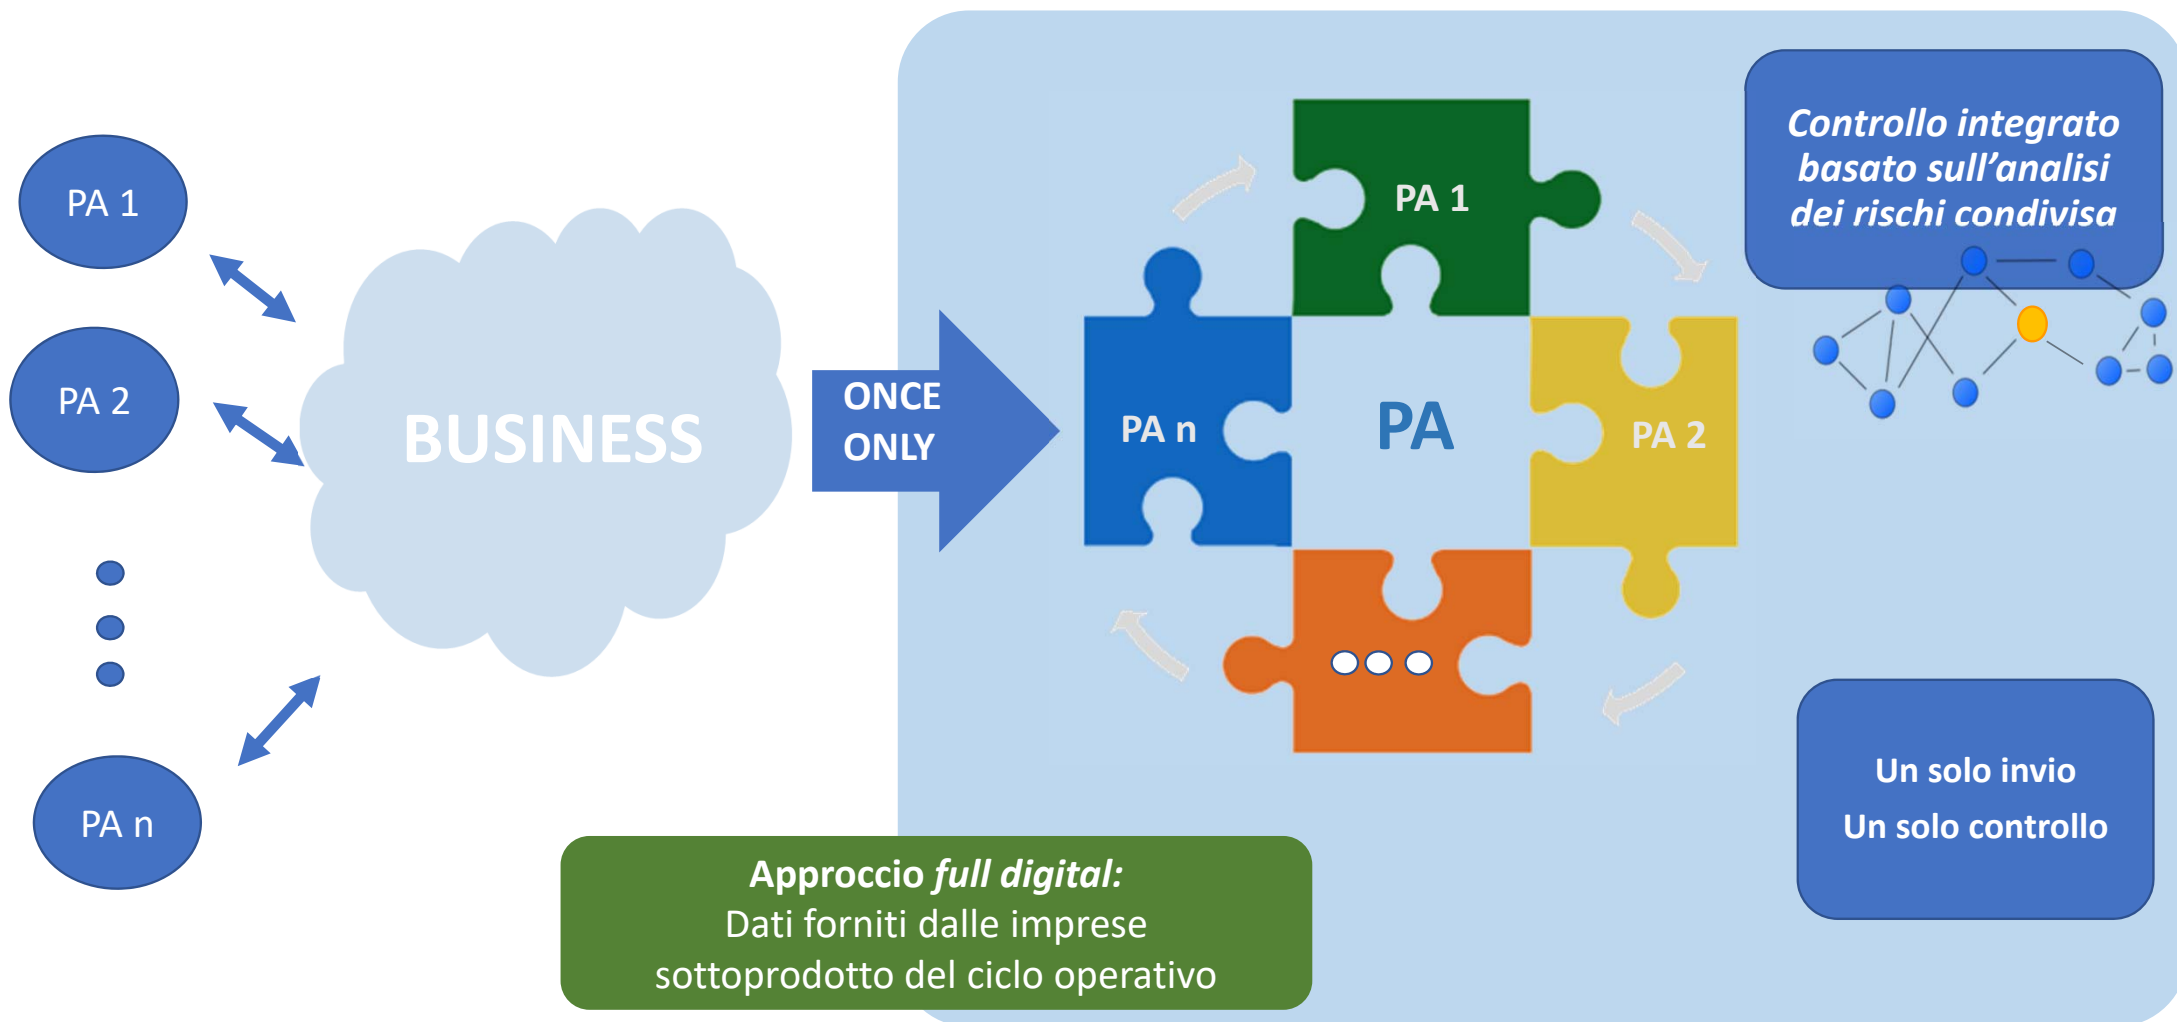 PA 1
PA 2
PA n
BUSINESS
ONCE
ONLY
PA 1
PA n
PA
PA 2
Controllo integrato
basato sull’analisi
dei rischi condivisa
Un solo invio
Un solo controllo
Approccio full digital:
Dati forniti dalle imprese
sottoprodotto del ciclo operativo